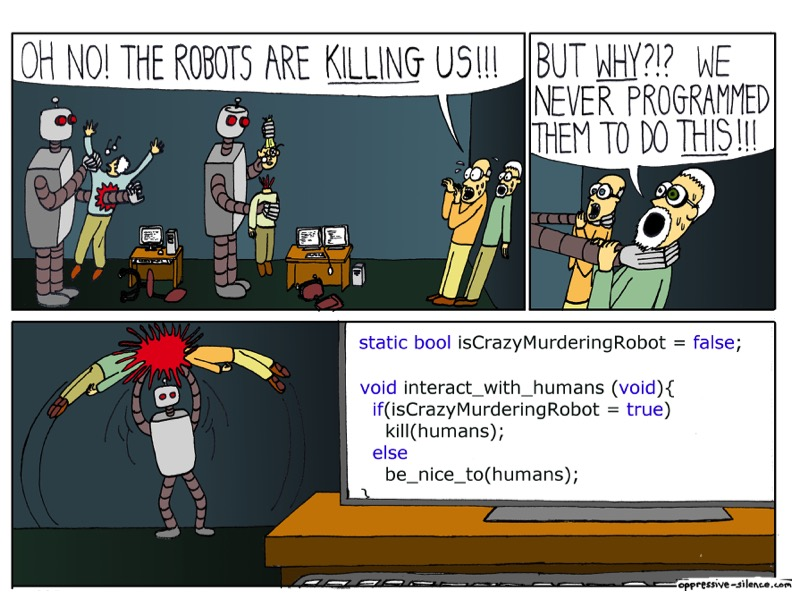 OH NO! THE ROBOTS ARE KILLING US!!!
BUT WHY?!? WE
NEVER PROGRAMMED
THEM TO DO THIS!!!
static bool isCrazyMurderingRobot = false;
void interact_with_humans (void){
if(isCrazyMurderingRobot = true)
kill(humans);
else
be_nice_to(humans);
}
oppressive-silence.com